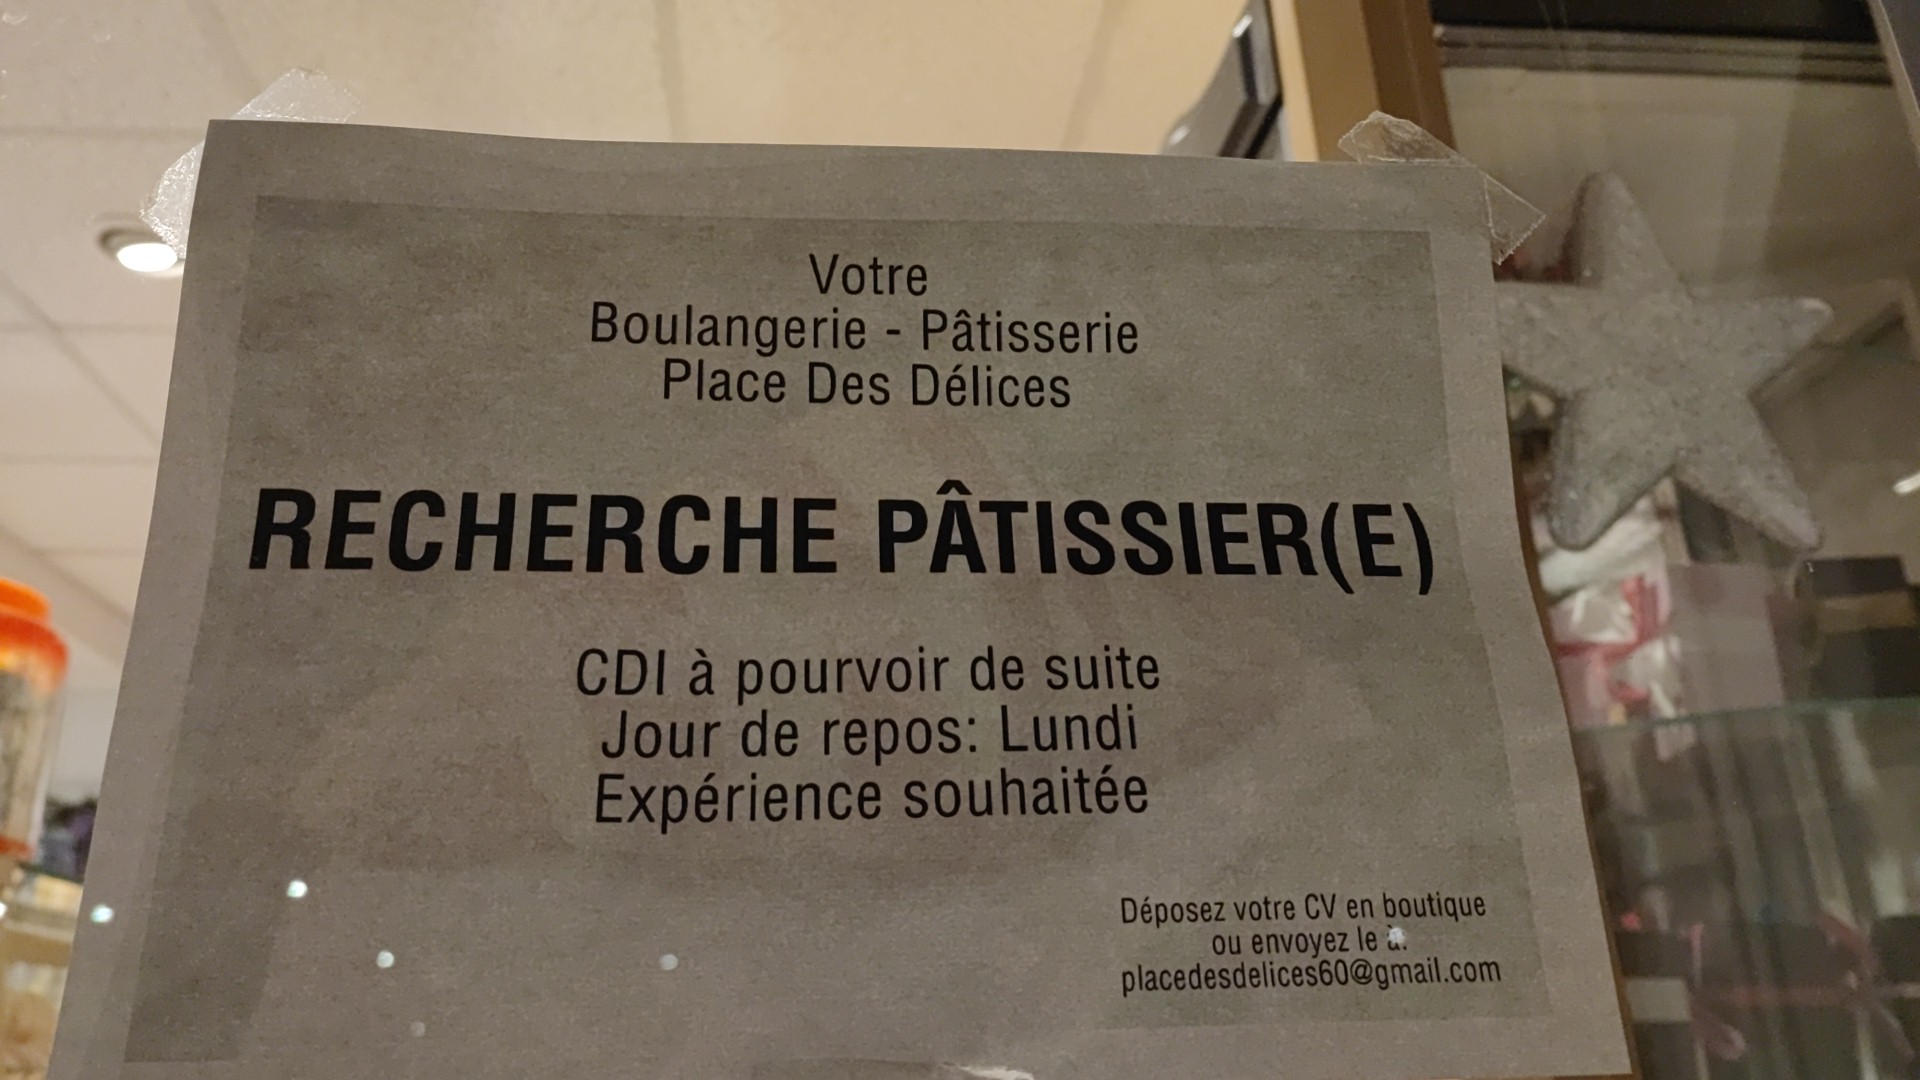 Votre
Boulangerie - Pâtisserie
Place Des Délices
RECHERCHE PÂTISSIER(E)
CDI à pourvoir de suite
Jour de repos: Lundi
Expérience souhaitée
Déposez votre CV en boutique
ou envoyez le à:
placedesdelices60@gmail.com